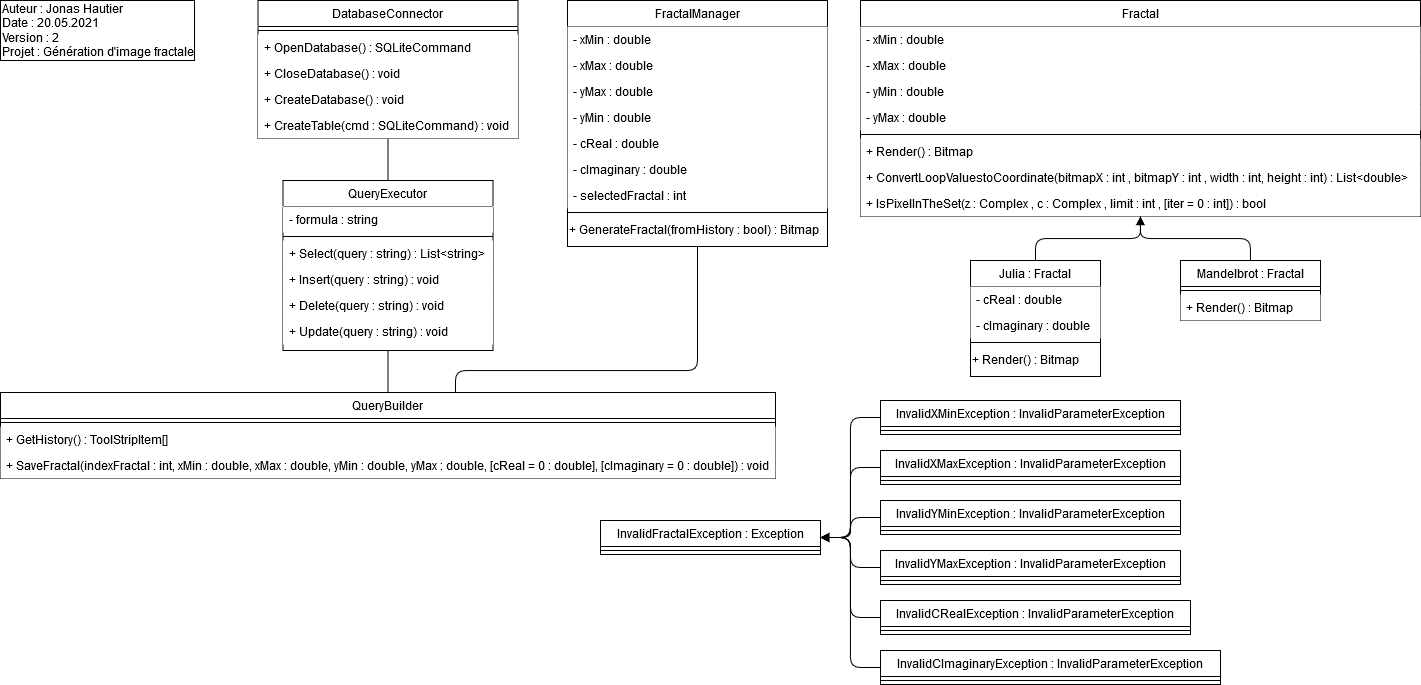 Auteur : Jonas Hautier
Date : 20.05.2021
Version : 2
Projet : Génération d'image fractale
DatabaseConnector
+ OpenDatabase() : SQLiteCommand
+ CloseDatabase() : void
+ CreateDatabase() : void
+ CreateTable(cmd : SQLiteCommand) : void
FractalManager
- xMin : double
- xMax : double
- yMax : double
- yMin : double
- cReal : double
- cImaginary : double
- selectedFractal : int
+ GenerateFractal(fromHistory : bool) : Bitmap
Fractal
- xMin : double
- xMax : double
- yMin : double
- yMax : double
+ Render() : Bitmap
+ ConvertLoopValuestoCoordinate(bitmapX : int , bitmapY : int , width : int, height : int) : List<double>
+ IsPixelInTheSet(z : Complex , c : Complex , limit : int , [iter = 0 : int]) : bool
QueryExecutor
- formula : string
+ Select(query : string) : List<string>
+ Insert(query : string) : void
+ Delete(query : string) : void
+ Update(query : string) : void
Julia : Fractal
- cReal : double
- cImaginary : double
+ Render() : Bitmap
Mandelbrot : Fractal
+ Render() : Bitmap
QueryBuilder
+ GetHistory() : ToolStripItem[]
+ SaveFractal(indexFractal : int, xMin : double, xMax : double, yMin : double, yMax : double, [cReal = 0 : double], [cImaginary = 0 : double]) : void
InvalidFractalException : Exception
InvalidXMinException : InvalidParameterException
InvalidXMaxException : InvalidParameterException
InvalidYMinException : InvalidParameterException
InvalidYMaxException : InvalidParameterException
InvalidCRealException : InvalidParameterException
InvalidCImaginaryException : InvalidParameterException